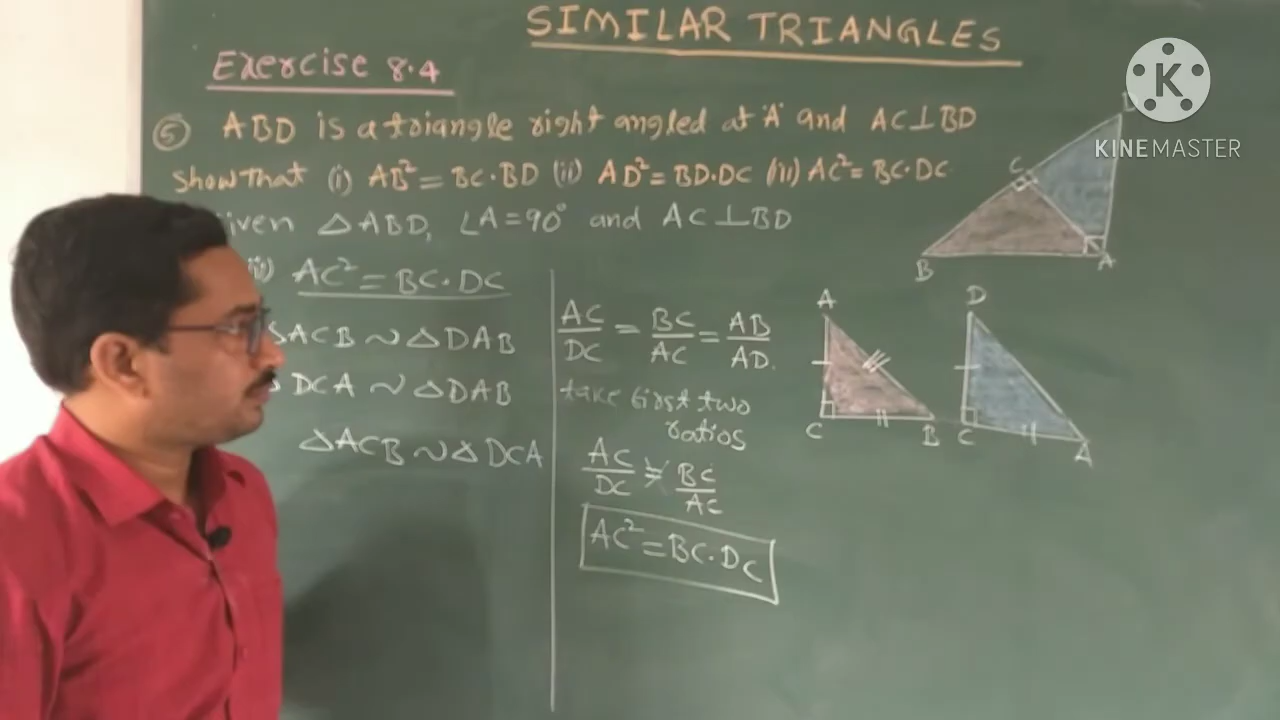 SIMILAR TRIANGLES
Exercise 8.4
K
KINEMASTER
⑤ ABD is a triangle right angled at 'A' and AC⊥BD
show that (i) AB²=BC·BD (ii) AD²=BD·DC (iii) AC²=BC·DC
iven △ABD, ∠A=90° and AC⊥BD
AC²=BC·DC
△ACB ~ △DAB
DCA ~ △DAB
△ACB ~ △DCA
AC/DC = BC/AC = AB/AD.
take first two
ratios
AC/DC = BC/AC
AC²=BC·DC
C
B
A
A
C
B
D
C
A